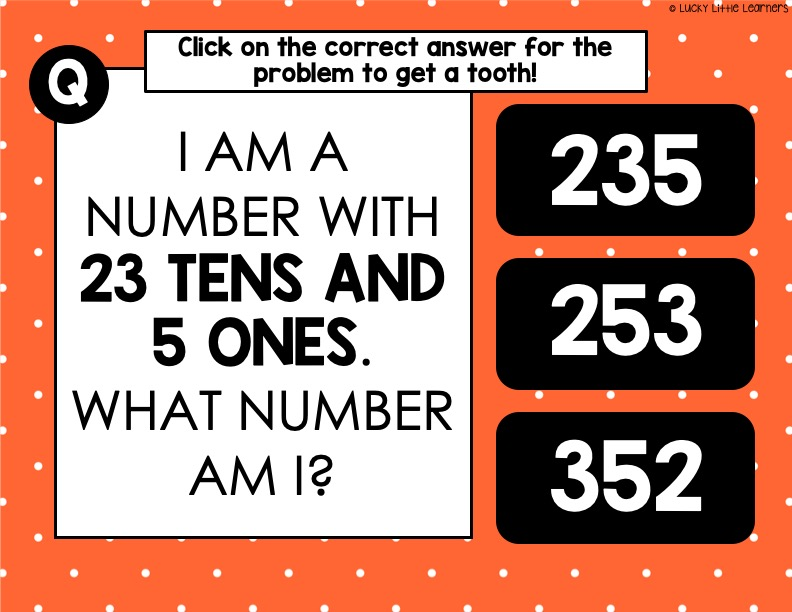 © Lucky Little Learners
Click on the correct answer for the
problem to get a tooth!
Q
I AM A
NUMBER WITH
23 TENS AND
5 ONES.
WHAT NUMBER
AM I?
235
253
352